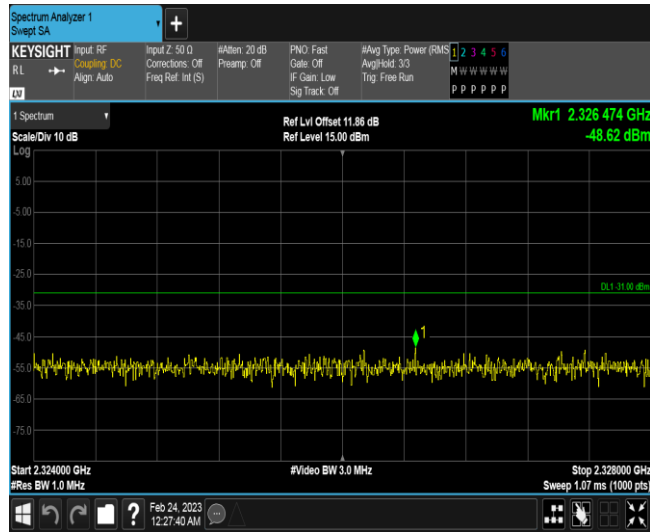 Spectrum Analyzer 1
Swept SA
+
KEYSIGHT
RL
LXI
Input: RF
Coupling: DC
Align: Auto
Input Z: 50 Ω
Corrections: Off
Freq Ref: Int (S)
#Atten: 20 dB
Preamp: Off
PNO: Fast
Gate: Off
IF Gain: Low
Sig Track: Off
#Avg Type: Power (RMS
Avg|Hold: 3/3
Trig: Free Run
1 2 3 4 5 6
M W W W W W
P P P P P P
1 Spectrum
Scale/Div 10 dB
Log
Ref Lvl Offset 11.86 dB
Ref Level 15.00 dBm
Mkr1 2.326 474 GHz
-48.62 dBm
5.00
-5.00
-15.0
-25.0
DL1 -31.00 dBm
-35.0
-45.0
1
-55.0
-65.0
-75.0
Start 2.324000 GHz
#Res BW 1.0 MHz
#Video BW 3.0 MHz
Stop 2.328000 GHz
Sweep 1.07 ms (1000 pts)
?
Feb 24, 2023
12:27:40 AM